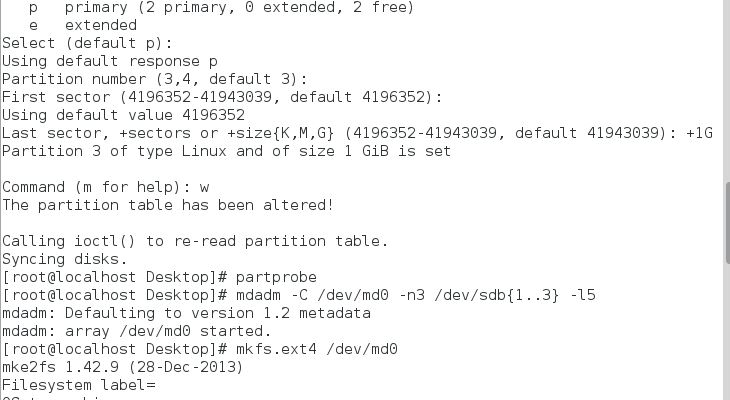 p   primary (2 primary, 0 extended, 2 free)
e   extended
Select (default p):
Using default response p
Partition number (3,4, default 3):
First sector (4196352-41943039, default 4196352):
Using default value 4196352
Last sector, +sectors or +size{K,M,G} (4196352-41943039, default 41943039): +1G
Partition 3 of type Linux and of size 1 GiB is set
Command (m for help): w
The partition table has been altered!
Calling ioctl() to re-read partition table.
Syncing disks.
[root@localhost Desktop]# partprobe
[root@localhost Desktop]# mdadm -C /dev/md0 -n3 /dev/sdb{1..3} -l5
mdadm: Defaulting to version 1.2 metadata
mdadm: array /dev/md0 started.
[root@localhost Desktop]# mkfs.ext4 /dev/md0
mke2fs 1.42.9 (28-Dec-2013)
Filesystem label=